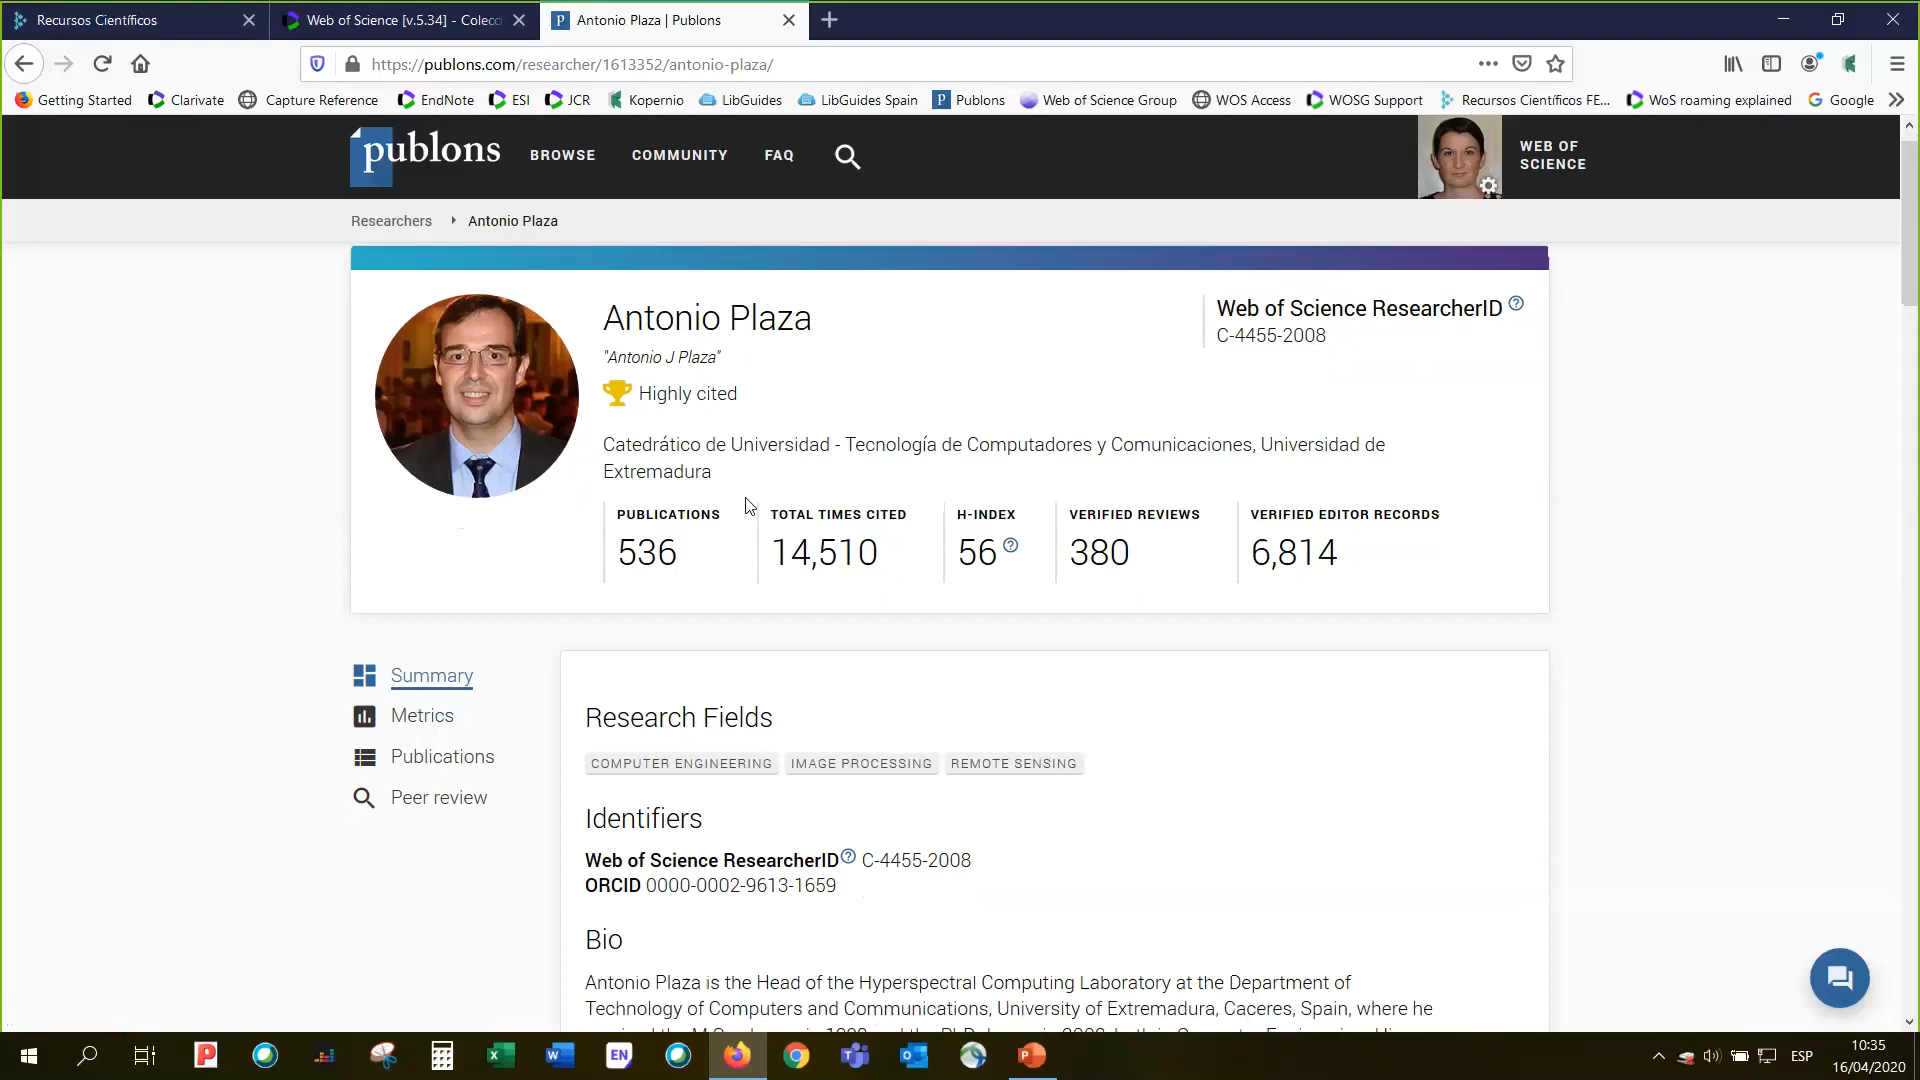 Recursos Científicos
Web of Science [v.5.34] - Colecc
Antonio Plaza | Publons
https://publons.com/researcher/1613352/antonio-plaza/
Getting Started Clarivate Capture Reference EndNote ESI JCR Kopernio LibGuides LibGuides Spain Publons Web of Science Group WOS Access WOSG Support Recursos Científicos FE... WoS roaming explained Google
publons BROWSE COMMUNITY FAQ
WEB OF
SCIENCE
Researchers Antonio Plaza
Antonio Plaza
"Antonio J Plaza"
Highly cited
Web of Science ResearcherID
C-4455-2008
Catedrático de Universidad - Tecnología de Computadores y Comunicaciones, Universidad de
Extremadura
PUBLICATIONS TOTAL TIMES CITED H-INDEX VERIFIED REVIEWS VERIFIED EDITOR RECORDS
536 14,510 56 380 6,814
Summary
Metrics
Publications
Peer review
Research Fields
COMPUTER ENGINEERING IMAGE PROCESSING REMOTE SENSING
Identifiers
Web of Science ResearcherID C-4455-2008
ORCID 0000-0002-9613-1659
Bio
Antonio Plaza is the Head of the Hyperspectral Computing Laboratory at the Department of
Technology of Computers and Communications, University of Extremadura, Caceres, Spain, where he
EN
ESP
10:35
16/04/2020